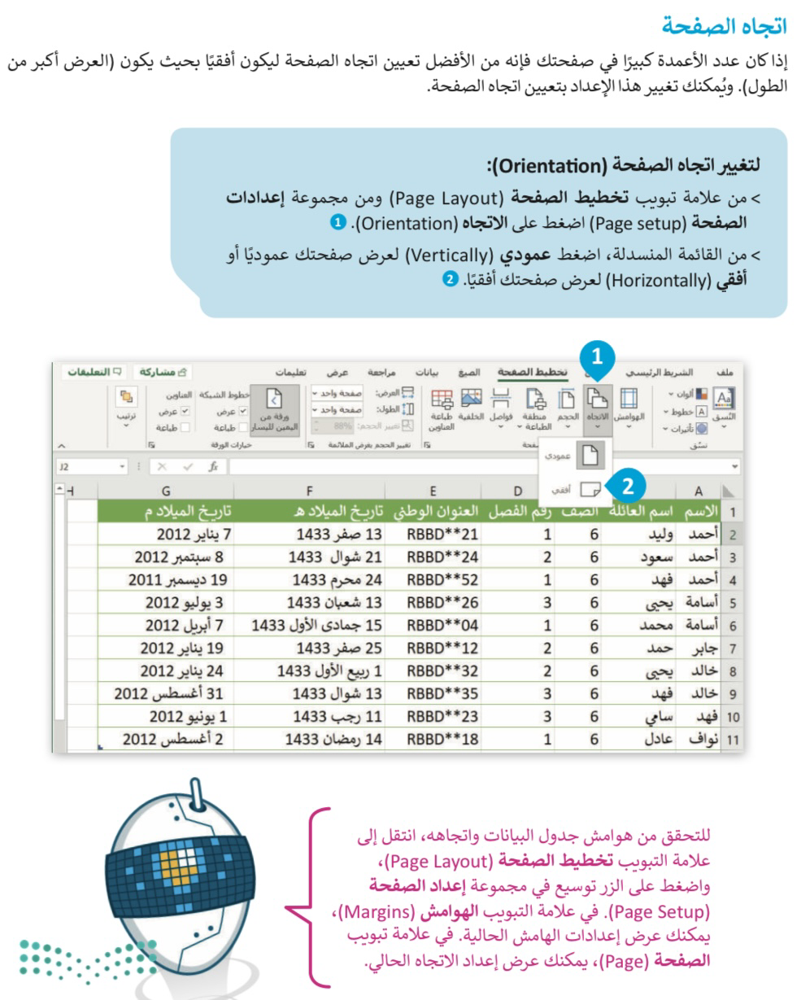 اتجاه الصفحة
إذا كان عدد الأعمدة كبيرًا في صفحتك فإنه من الأفضل تعيين اتجاه الصفحة ليكون أفقيًا بحيث يكون (العرض أكبر من
الطول). ويُمكنك تغيير هذا الإعداد بتعيين اتجاه الصفحة.
لتغيير اتجاه الصفحة (Orientation):
> من علامة تبويب تخطيط الصفحة (Page Layout) ومن مجموعة إعدادات
الصفحة (Page setup) اضغط على الاتجاه (Orientation). 1
> من القائمة المنسدلة، اضغط عمودي (Vertically) لعرض صفحتك عموديًا أو
أفقي (Horizontally) لعرض صفحتك أفقيًا. 2
1
ملف الشريط الرئيسي تخطيط الصفحة الصيغ بيانات مراجعة عرض تعليمات مشاركة التعليقات
ألوان العرض: صفحة واحد خطوط الشبكة العناوين
النسق خطوط الهوامش الاتجاه الحجم منطقة الطباعة فواصل الخلفية طباعة العناوين الطول: صفحة واحد ورقة من اليمين لليسار عرض عرض ترتيب
تأثيرات تغيير الحجم: 88% طباعة طباعة
نسق صفحة تغيير الحجم بغرض الملائمة خيارات الورقة
عمودي
J2 fx
أفقي 2
A D E F G H
1 الاسم اسم العائلة الصف رقم الفصل العنوان الوطني تاريخ الميلاد هـ تاريخ الميلاد م
2 أحمد وليد 6 1 RBBD**21 13 صفر 1433 7 يناير 2012
3 أحمد سعود 6 2 RBBD**24 21 شوال 1433 8 سبتمبر 2012
4 أحمد فهد 6 1 RBBD**52 24 محرم 1433 19 ديسمبر 2011
5 أسامة يحيى 6 3 RBBD**26 13 شعبان 1433 3 يوليو 2012
6 أسامة محمد 6 1 RBBD**04 15 جمادى الأول 1433 7 أبريل 2012
7 جابر حمد 6 2 RBBD**12 25 صفر 1433 19 يناير 2012
8 خالد يحيى 6 2 RBBD**32 1 ربيع الأول 1433 24 يناير 2012
9 خالد فهد 6 3 RBBD**35 13 شوال 1433 31 أغسطس 2012
10 فهد سامي 6 3 RBBD**23 11 رجب 1433 1 يونيو 2012
11 نواف عادل 6 1 RBBD**18 14 رمضان 1433 2 أغسطس 2012
للتحقق من هوامش جدول البيانات واتجاهه، انتقل إلى
علامة التبويب تخطيط الصفحة (Page Layout)،
واضغط على الزر توسيع في مجموعة إعداد الصفحة
(Page Setup). في علامة التبويب الهوامش (Margins)،
يمكنك عرض إعدادات الهامش الحالية. في علامة تبويب
الصفحة (Page)، يمكنك عرض إعداد الاتجاه الحالي.